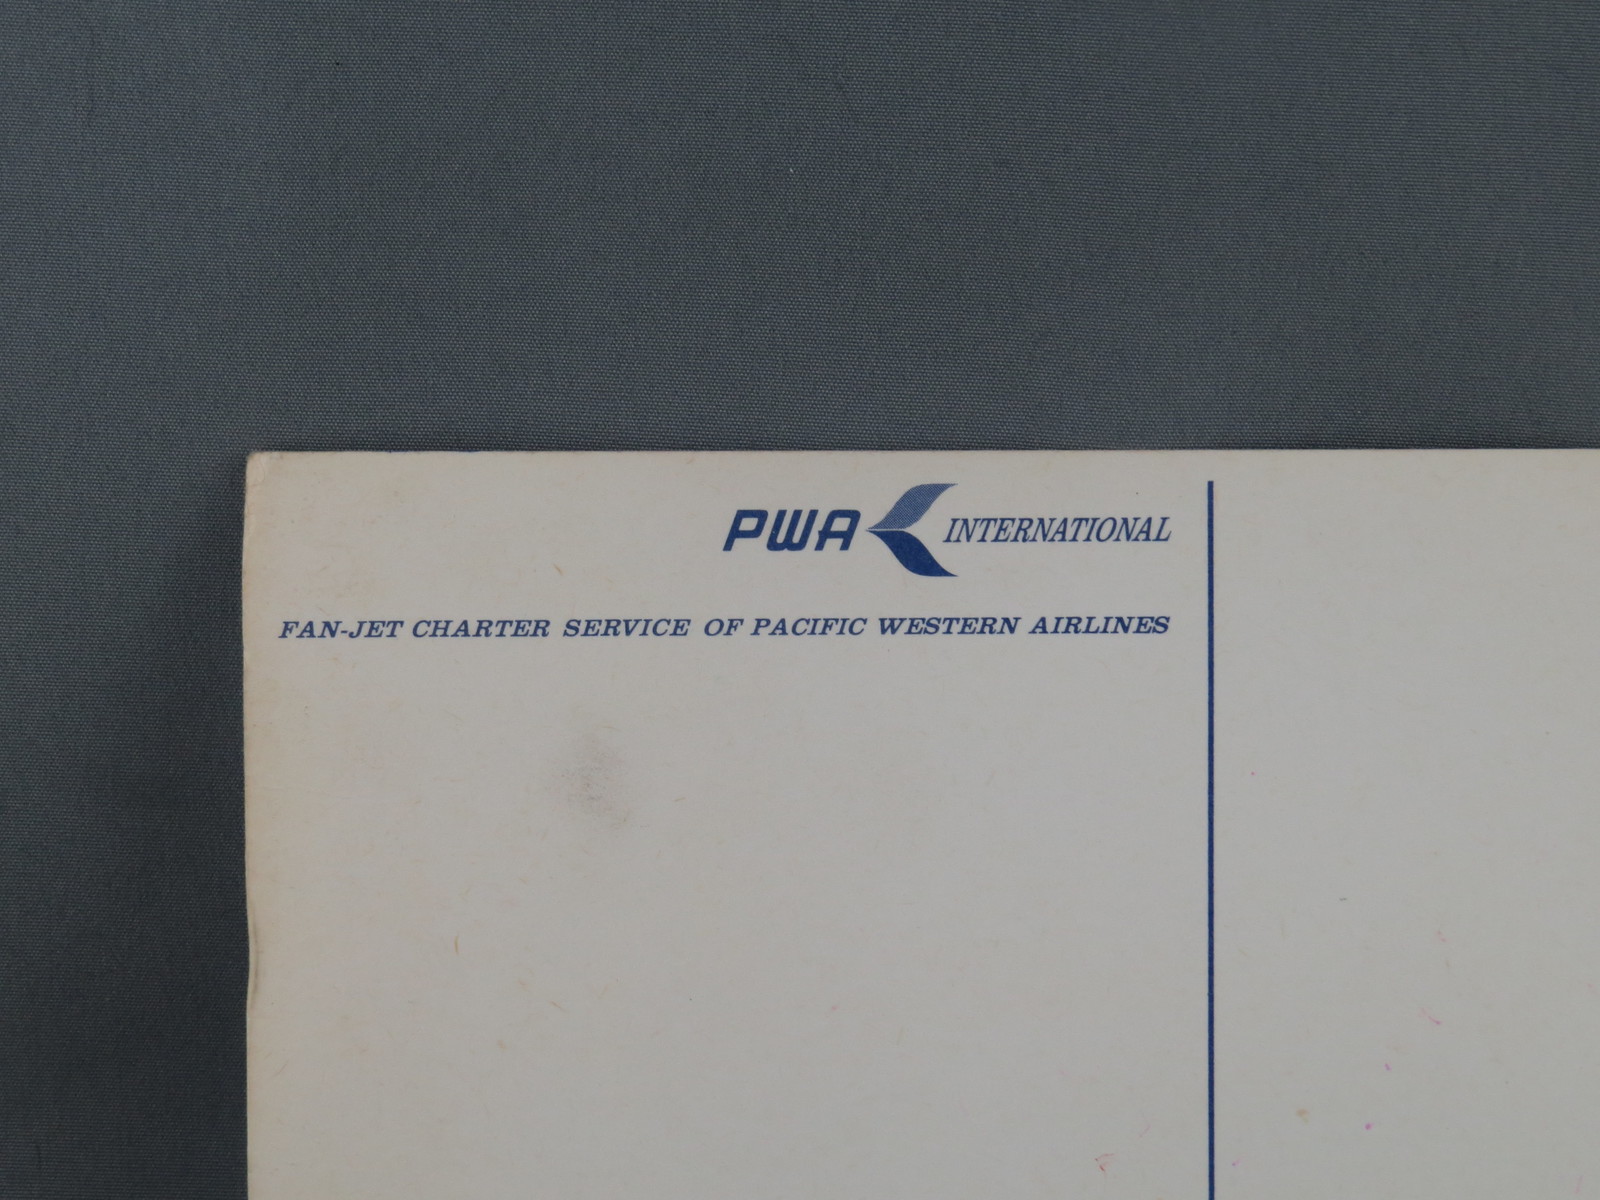 PWA INTERNATIONAL
FAN-JET CHARTER SERVICE OF PACIFIC WESTERN AIRLINES